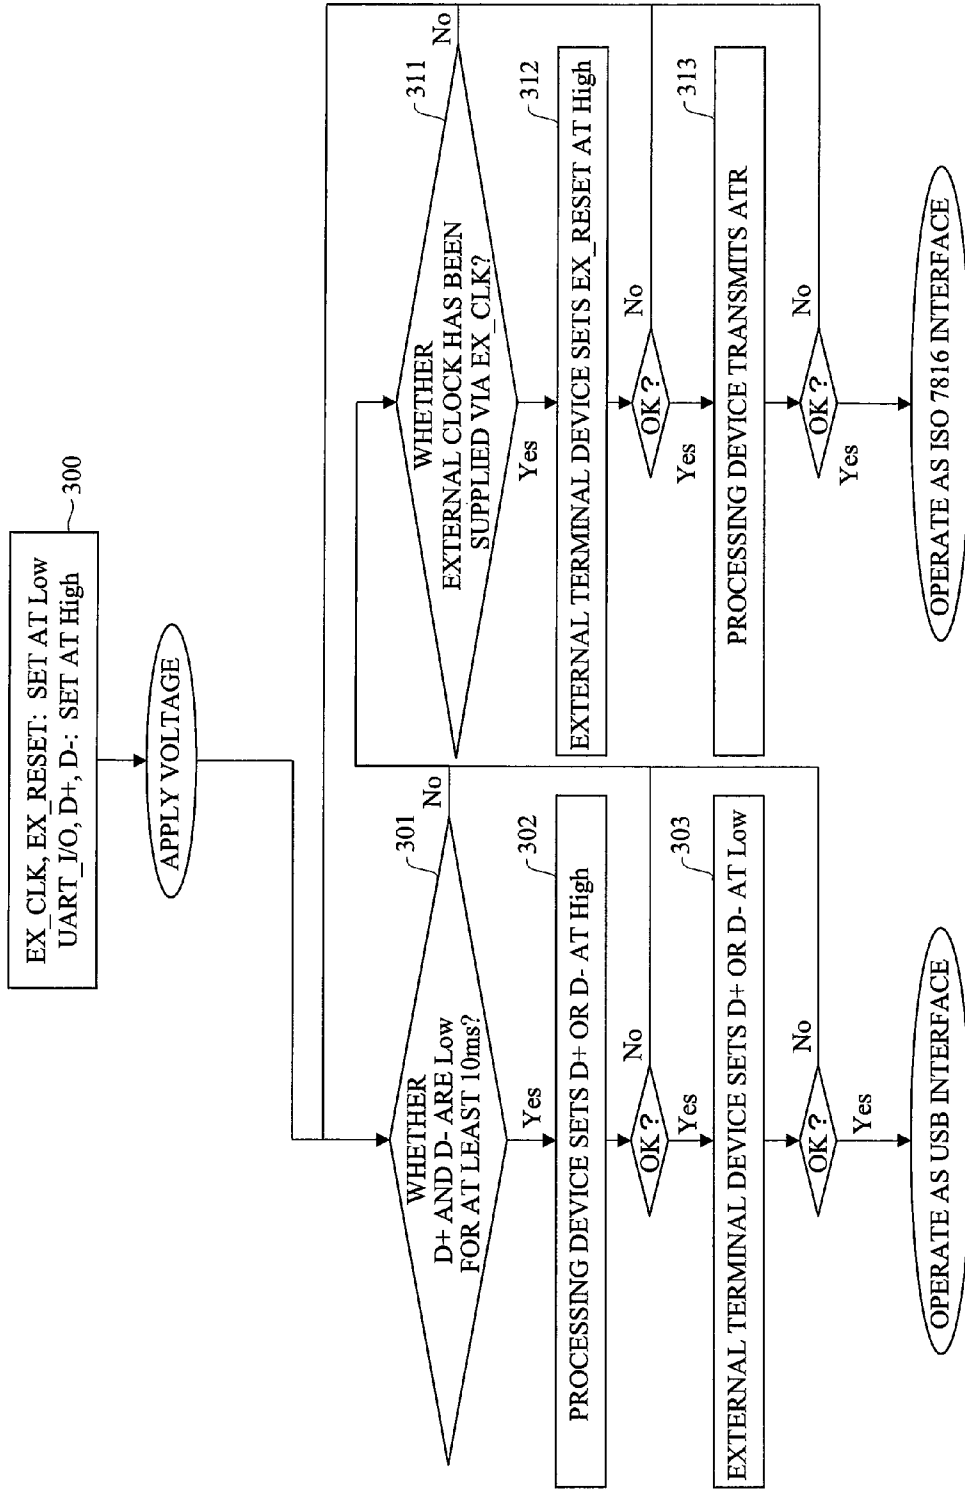 EX_CLK, EX_RESET: SET AT Low
UART_I/O, D+, D-: SET AT High
300
APPLY VOLTAGE
WHETHER
D+ AND D- ARE Low
FOR AT LEAST 10ms?
301
No
Yes
PROCESSING DEVICE SETS D+ OR D- AT High
302
OK ?
No
Yes
EXTERNAL TERMINAL DEVICE SETS D+ OR D- AT Low
303
OK ?
No
Yes
OPERATE AS USB INTERFACE
WHETHER
EXTERNAL CLOCK HAS BEEN
SUPPLIED VIA EX_CLK?
311
No
Yes
EXTERNAL TERMINAL DEVICE SETS EX_RESET AT High
312
OK ?
No
Yes
PROCESSING DEVICE TRANSMITS ATR
313
OK ?
No
Yes
OPERATE AS ISO 7816 INTERFACE